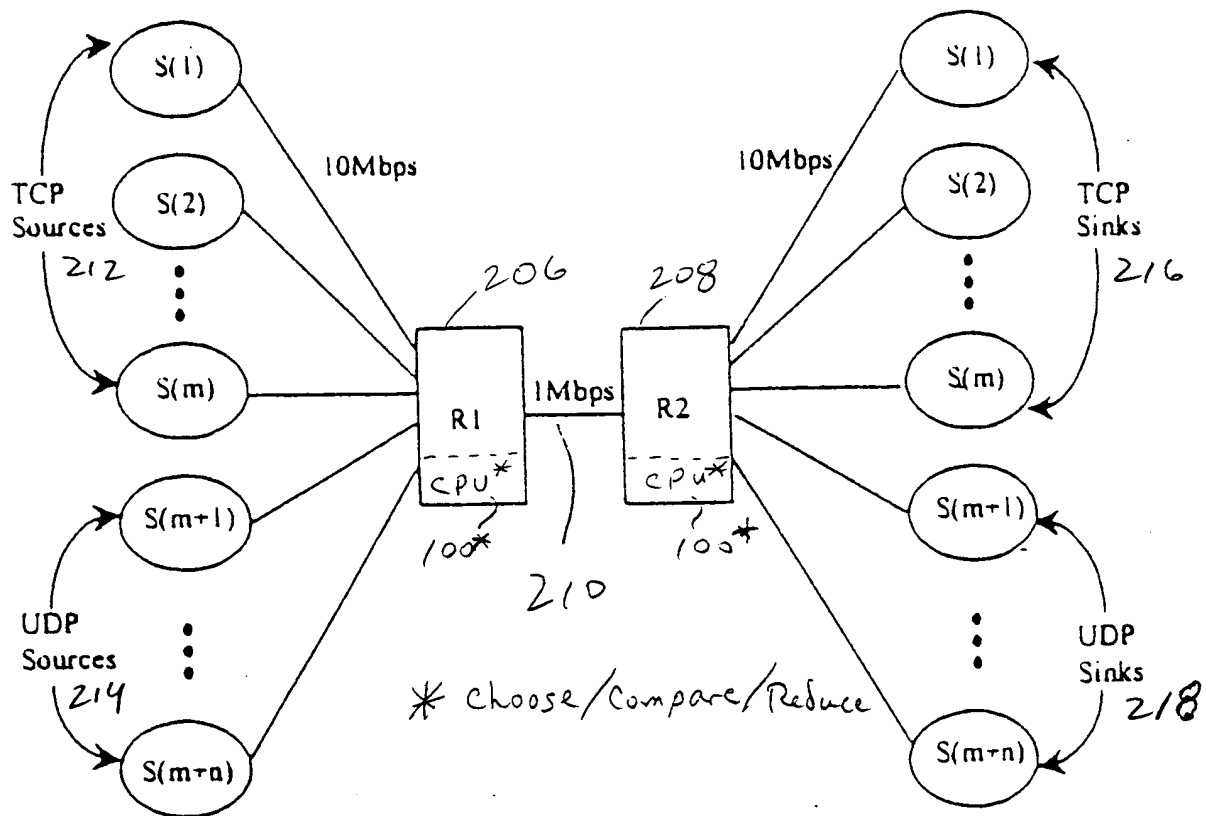 S(1)
S(1)
10Mbps
10Mbps
S(2)
S(2)
TCP
Sources
212
TCP
Sinks
216
206
208
S(m)
S(m)
1Mbps
R1
R2
CPU*
CPU*
100*
100*
210
S(m+1)
S(m+1)
UDP
Sources
214
UDP
Sinks
218
* Choose/Compare/Reduce
S(m+n)
S(m+n)